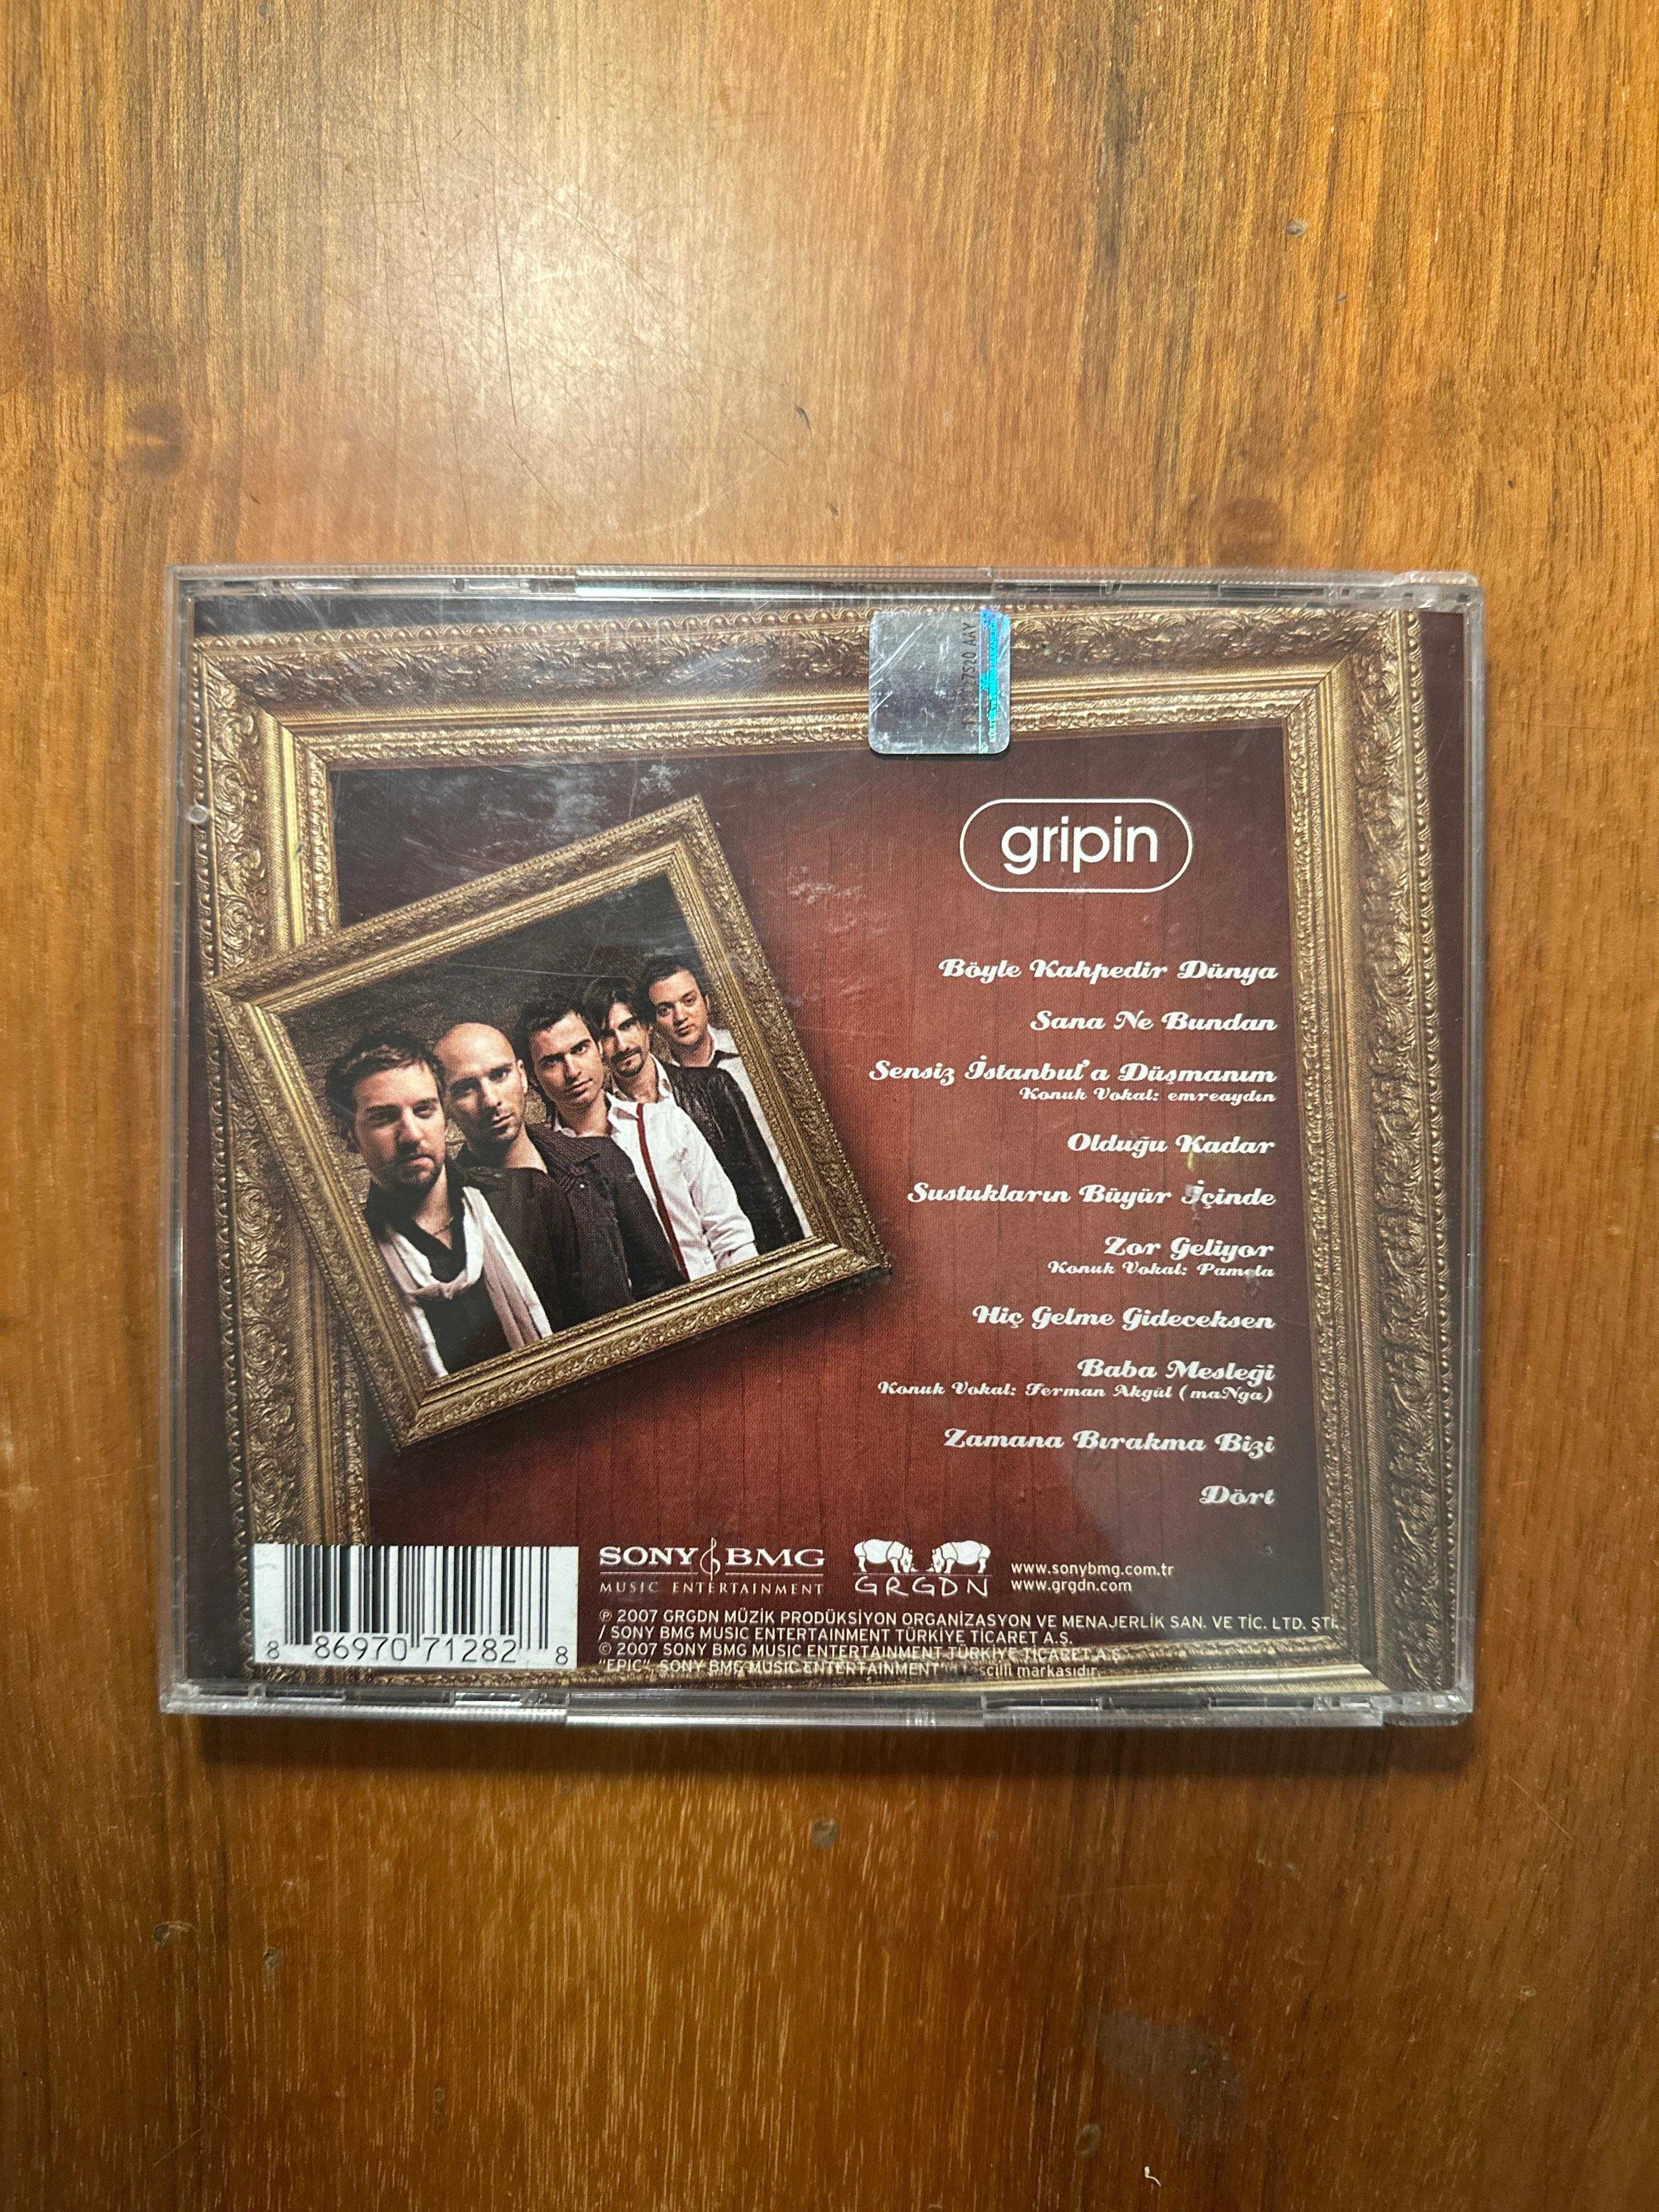 7520 AAY
gripin
Böyle Kahpedir Dünya
Sana Ne Bundan
Sensiz İstanbul'a Düşmanım
Konuk Vokal: emreaydın
Olduğu Kadar
Sustukların Büyür İçinde
Zor Geliyor
Konuk Vokal: Pamela
Hiç Gelme Gideceksen
Baba Mesleği
Konuk Vokal: Ferman Akgül (maNga)
Zamana Bırakma Bizi
Dört
SONY BMG
MUSIC ENTERTAINMENT
GRGDN
www.sonybmg.com.tr
www.grgdn.com
℗ 2007 GRGDN MÜZİK PRODÜKSİYON ORGANİZASYON VE MENAJERLİK SAN. VE TİC. LTD. ŞTİ.
/ SONY BMG MUSIC ENTERTAINMENT TÜRKİYE TİCARET A.Ş.
© 2007 SONY BMG MUSIC ENTERTAINMENT TÜRKİYE TİCARET A.Ş.
"EPIC", SONY BMG MUSIC ENTERTAINMENT' markasıdır.
8 86970 71282 8